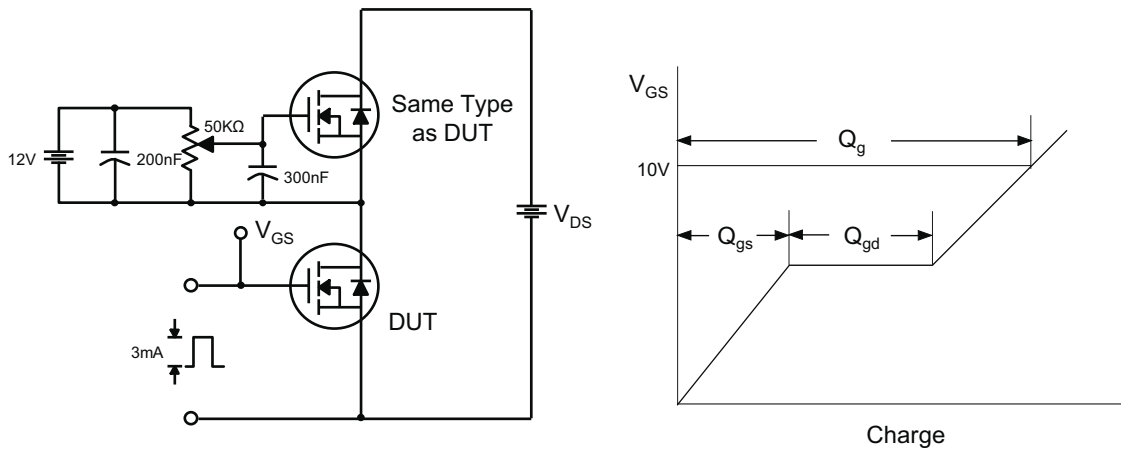 12V
200nF
50KΩ
300nF
Same Type
as DUT
V_DS
V_GS
DUT
3mA
V_GS
Q_g
10V
Q_gs
Q_gd
Charge